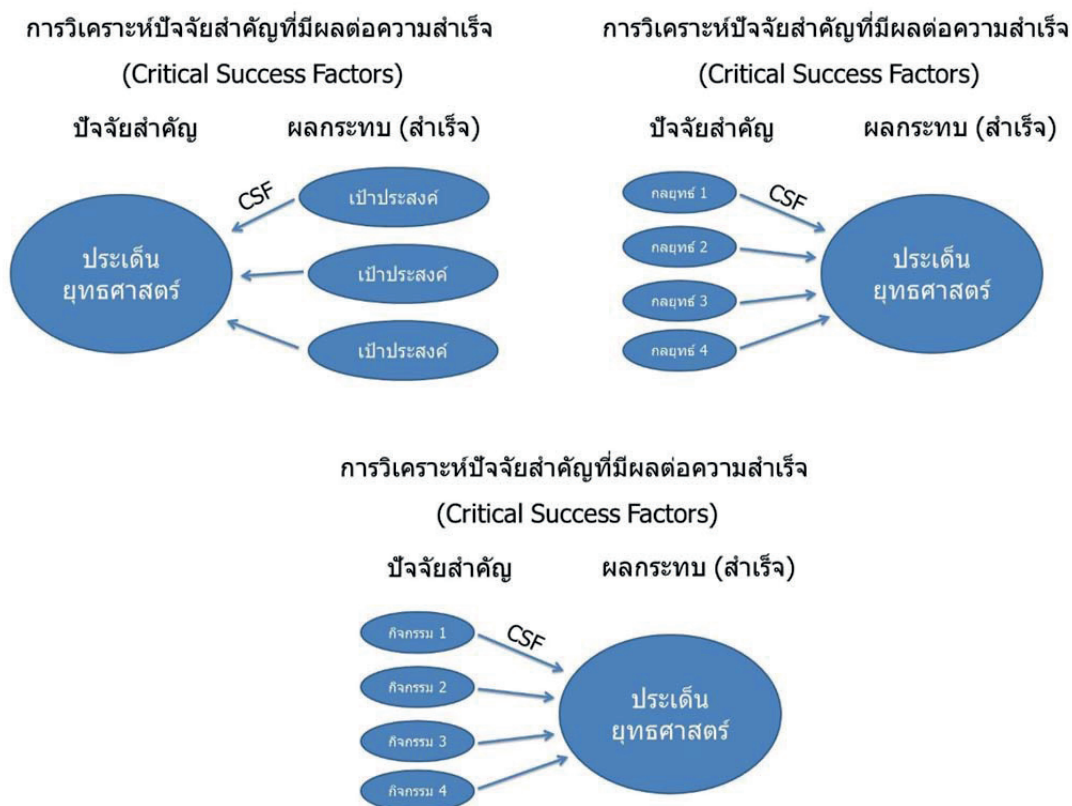 การวิเคราะห์ปัจจัยสำคัญที่มีผลต่อความสำเร็จ
(Critical Success Factors)
ปัจจัยสำคัญ ผลกระทบ (สำเร็จ)
CSF
เป้าประสงค์
ประเด็น
ยุทธศาสตร์
เป้าประสงค์
เป้าประสงค์
การวิเคราะห์ปัจจัยสำคัญที่มีผลต่อความสำเร็จ
(Critical Success Factors)
ปัจจัยสำคัญ ผลกระทบ (สำเร็จ)
กลยุทธ์ 1
CSF
กลยุทธ์ 2
กลยุทธ์ 3
กลยุทธ์ 4
ประเด็น
ยุทธศาสตร์
การวิเคราะห์ปัจจัยสำคัญที่มีผลต่อความสำเร็จ
(Critical Success Factors)
ปัจจัยสำคัญ ผลกระทบ (สำเร็จ)
กิจกรรม 1
CSF
กิจกรรม 2
กิจกรรม 3
กิจกรรม 4
ประเด็น
ยุทธศาสตร์